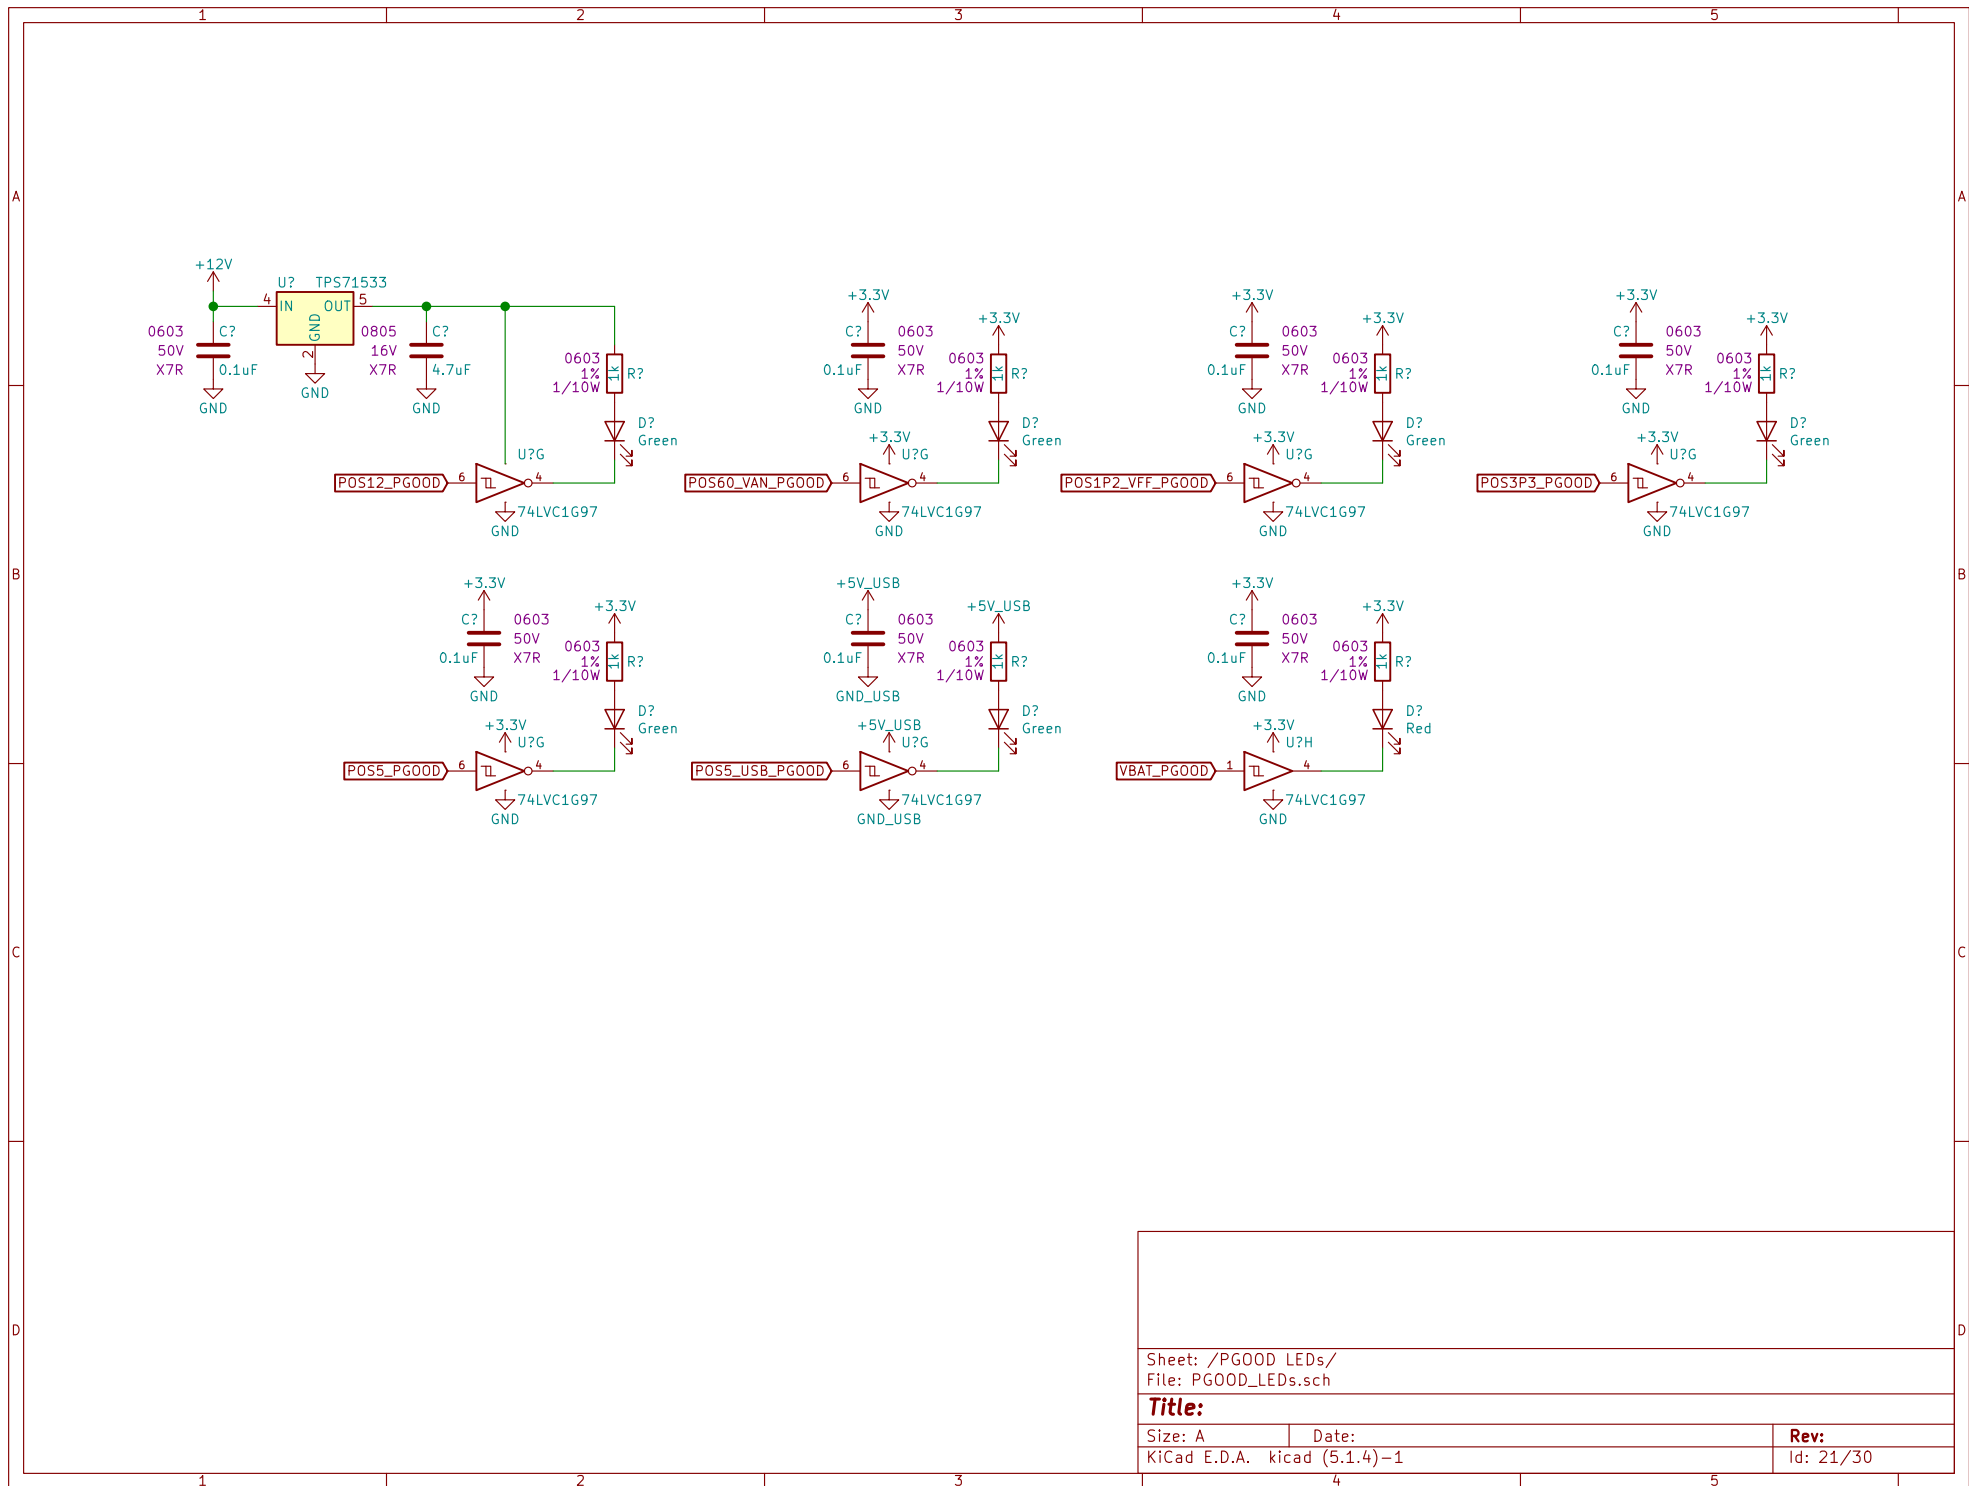 1 2 3 4 5
A A
+12V
U? TPS71533
4 IN OUT 5
GND
2
0603 C?
50V
X7R 0.1uF
GND
GND
0805 C?
16V
X7R 4.7uF
GND
0603
1%
1/10W
1k R?
D?
Green
U?G
POS12_PGOOD 6 4
74LVC1G97
GND
+3.3V
C? 0603
50V
0.1uF X7R
GND
+3.3V
0603
1%
1/10W
1k R?
D?
Green
+3.3V
U?G
POS60_VAN_PGOOD 6 4
74LVC1G97
GND
+3.3V
C? 0603
50V
0.1uF X7R
GND
+3.3V
0603
1%
1/10W
1k R?
D?
Green
+3.3V
U?G
POS1P2_VFF_PGOOD 6 4
74LVC1G97
GND
+3.3V
C? 0603
50V
0.1uF X7R
GND
+3.3V
0603
1%
1/10W
1k R?
D?
Green
+3.3V
U?G
POS3P3_PGOOD 6 4
74LVC1G97
GND
B B
+3.3V
C? 0603
50V
0.1uF X7R
GND
+3.3V
0603
1%
1/10W
1k R?
D?
Green
+3.3V
U?G
POS5_PGOOD 6 4
74LVC1G97
GND
+5V_USB
C? 0603
50V
0.1uF X7R
GND_USB
+5V_USB
0603
1%
1/10W
1k R?
D?
Green
+5V_USB
U?G
POS5_USB_PGOOD 6 4
74LVC1G97
GND_USB
+3.3V
C? 0603
50V
0.1uF X7R
GND
+3.3V
0603
1%
1/10W
1k R?
D?
Red
+3.3V
U?H
VBAT_PGOOD 1 4
74LVC1G97
GND
C C
D D
Sheet: /PGOOD LEDs/
File: PGOOD_LEDs.sch
Title:
Size: A Date: Rev:
KiCad E.D.A. kicad (5.1.4)-1 Id: 21/30
1 2 3 4 5